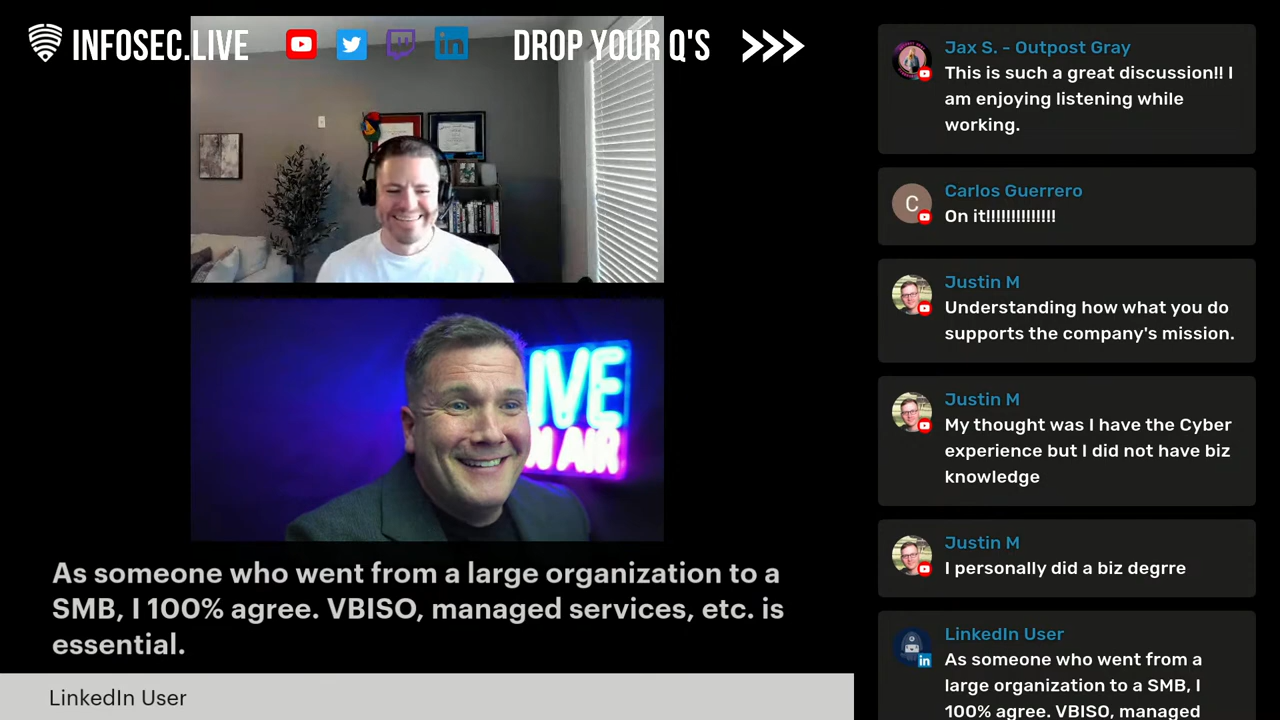 INFOSEC.LIVE
DROP YOUR Q'S
LIVE
ON AIR
As someone who went from a large organization to a
SMB, I 100% agree. VBISO, managed services, etc. is
essential.
LinkedIn User
Jax S. - Outpost Gray
This is such a great discussion!! I
am enjoying listening while
working.
C
Carlos Guerrero
On it!!!!!!!!!!!!!!
Justin M
Understanding how what you do
supports the company's mission.
Justin M
My thought was I have the Cyber
experience but I did not have biz
knowledge
Justin M
I personally did a biz degrre
LinkedIn User
As someone who went from a
large organization to a SMB, I
100% agree. VBISO, managed